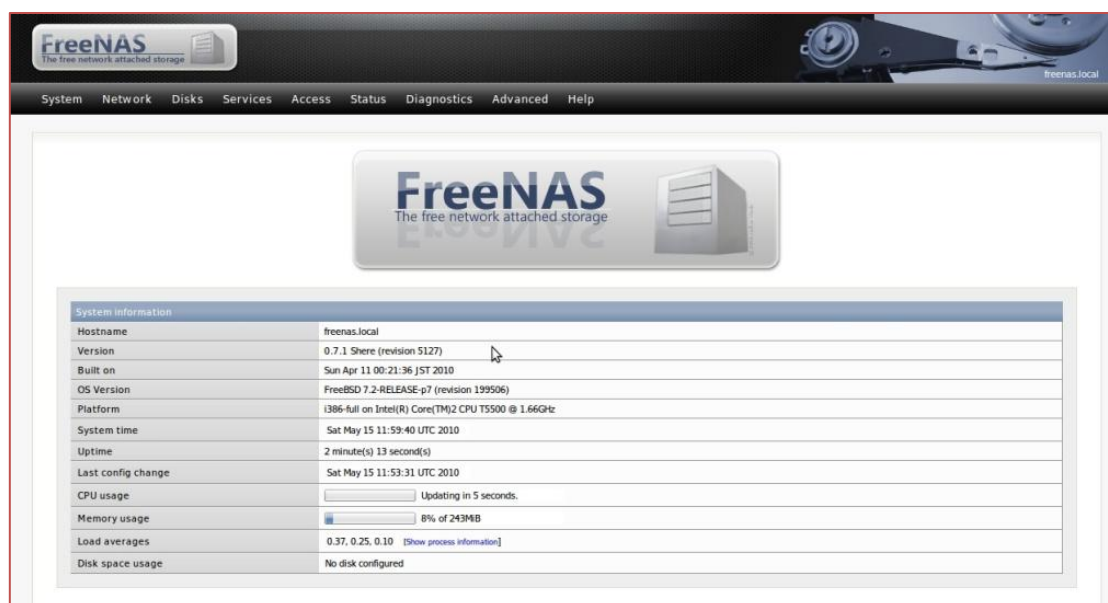 FreeNAS
The free network attached storage
freenas.local
System Network Disks Services Access Status Diagnostics Advanced Help
FreeNAS
The free network attached storage
System information
Hostname freenas.local
Version 0.7.1 Shere (revision 5127)
Built on Sun Apr 11 00:21:36 JST 2010
OS Version FreeBSD 7.2-RELEASE-p7 (revision 199506)
Platform i386-full on Intel(R) Core(TM)2 CPU T5500 @ 1.66GHz
System time Sat May 15 11:59:40 UTC 2010
Uptime 2 minute(s) 13 second(s)
Last config change Sat May 15 11:53:31 UTC 2010
CPU usage Updating in 5 seconds.
Memory usage 8% of 243MiB
Load averages 0.37, 0.25, 0.10 [Show process information]
Disk space usage No disk configured